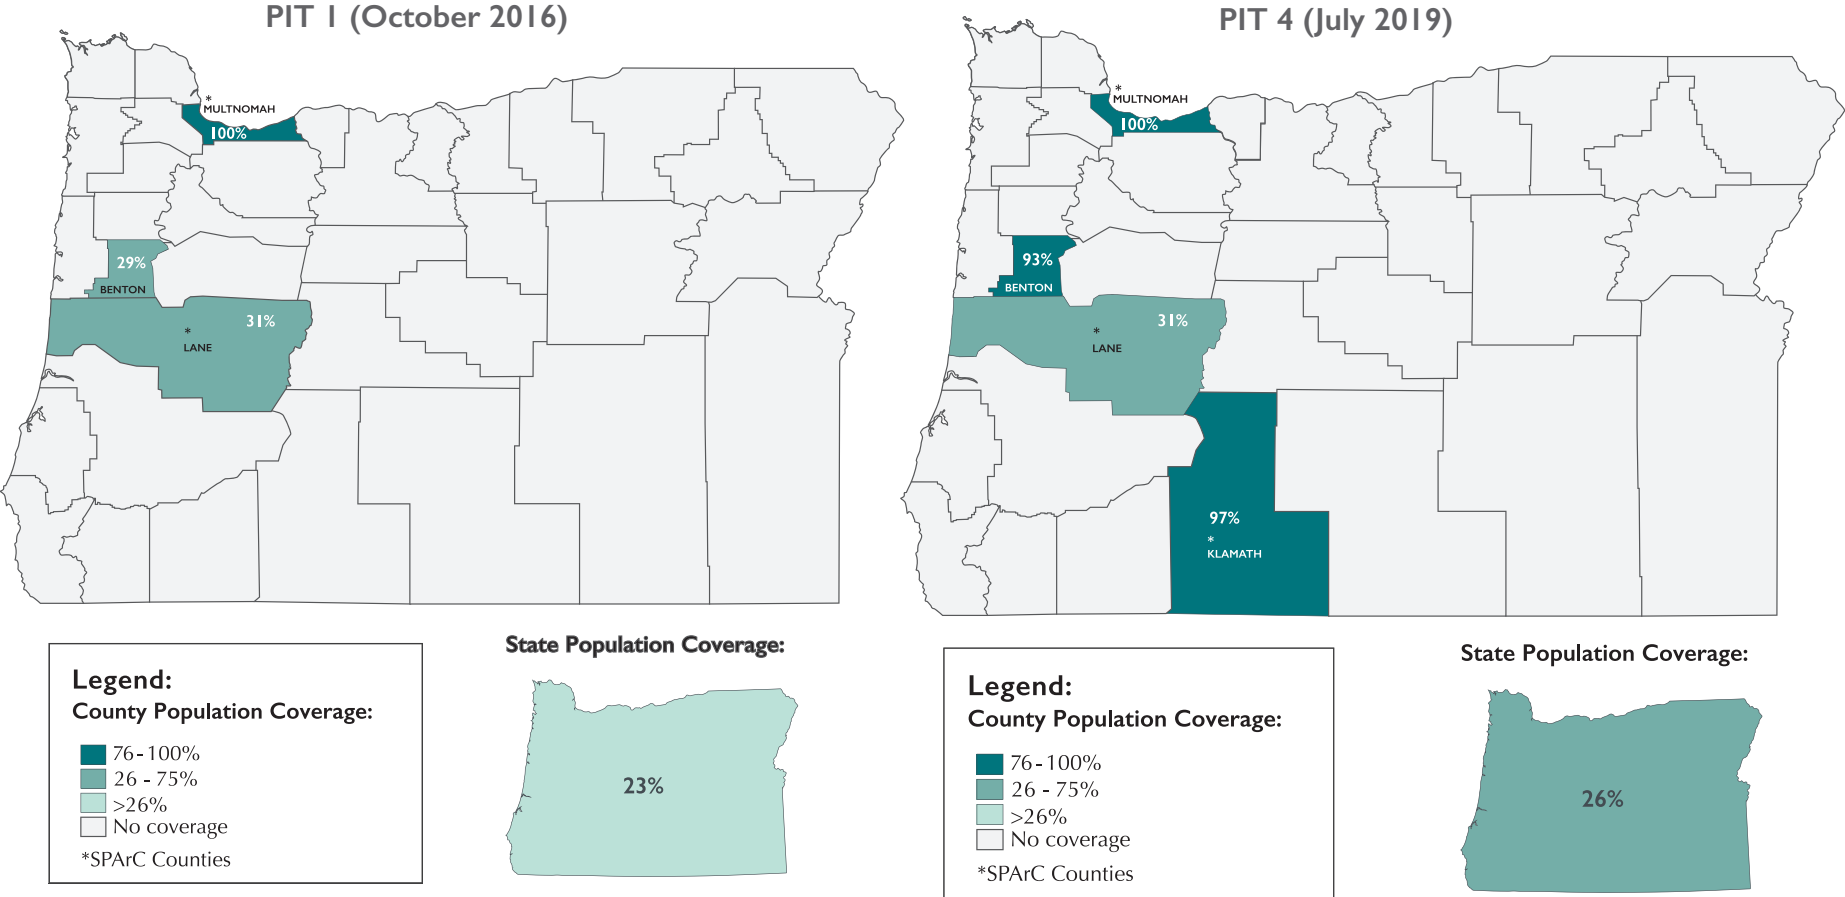 PIT 1 (October 2016)
*
MULTNOMAH
100%
29%
BENTON
31%
*
LANE
Legend:
County Population Coverage:
76-100%
26 - 75%
>26%
No coverage
*SPArC Counties
State Population Coverage:
23%
PIT 4 (July 2019)
*
MULTNOMAH
100%
93%
BENTON
31%
*
LANE
97%
*
KLAMATH
Legend:
County Population Coverage:
76-100%
26 - 75%
>26%
No coverage
*SPArC Counties
State Population Coverage:
26%